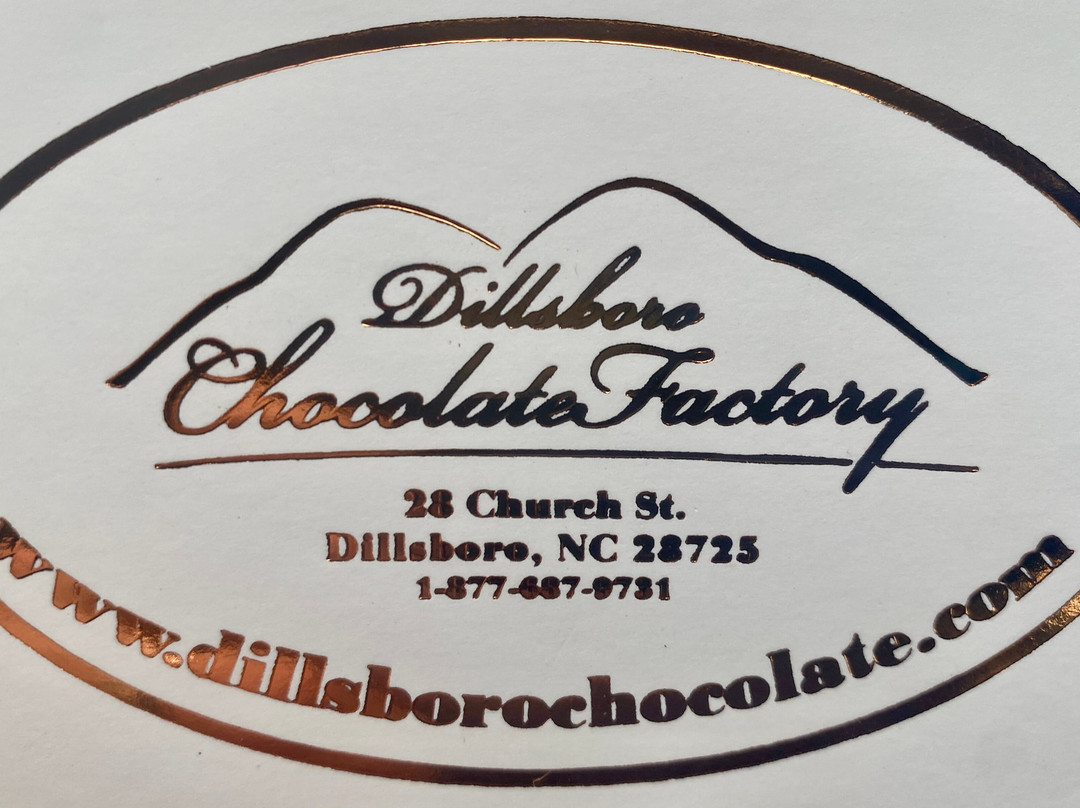 Dillsboro
Chocolate Factory
28 Church St.
Dillsboro, NC 28725
1-877-687-9731
www.dillsborochocolate.com